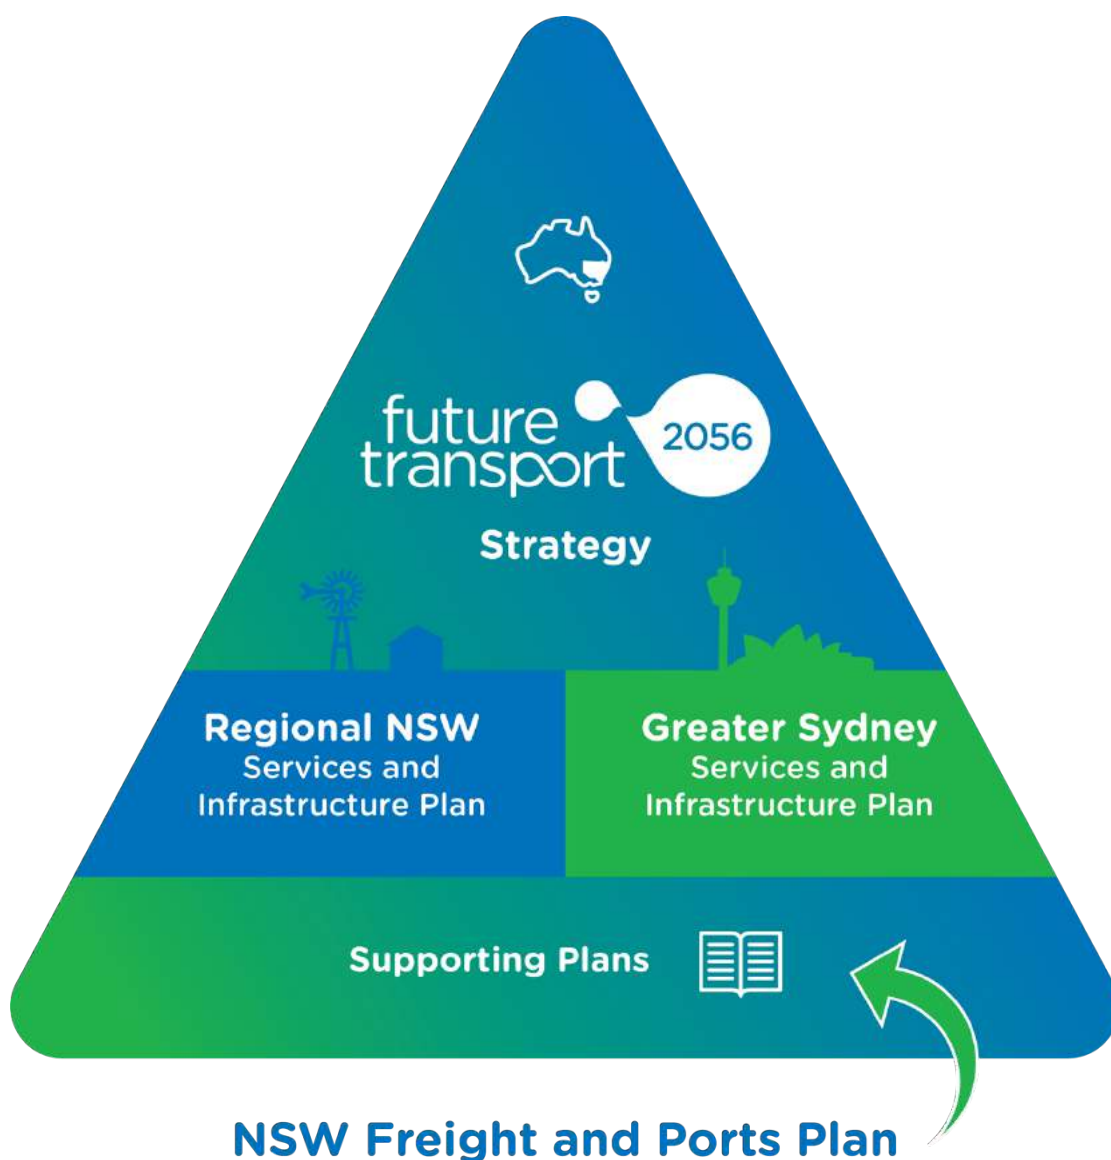 future
transport
2056
Strategy
Regional NSW
Services and
Infrastructure Plan
Greater Sydney
Services and
Infrastructure Plan
Supporting Plans
NSW Freight and Ports Plan